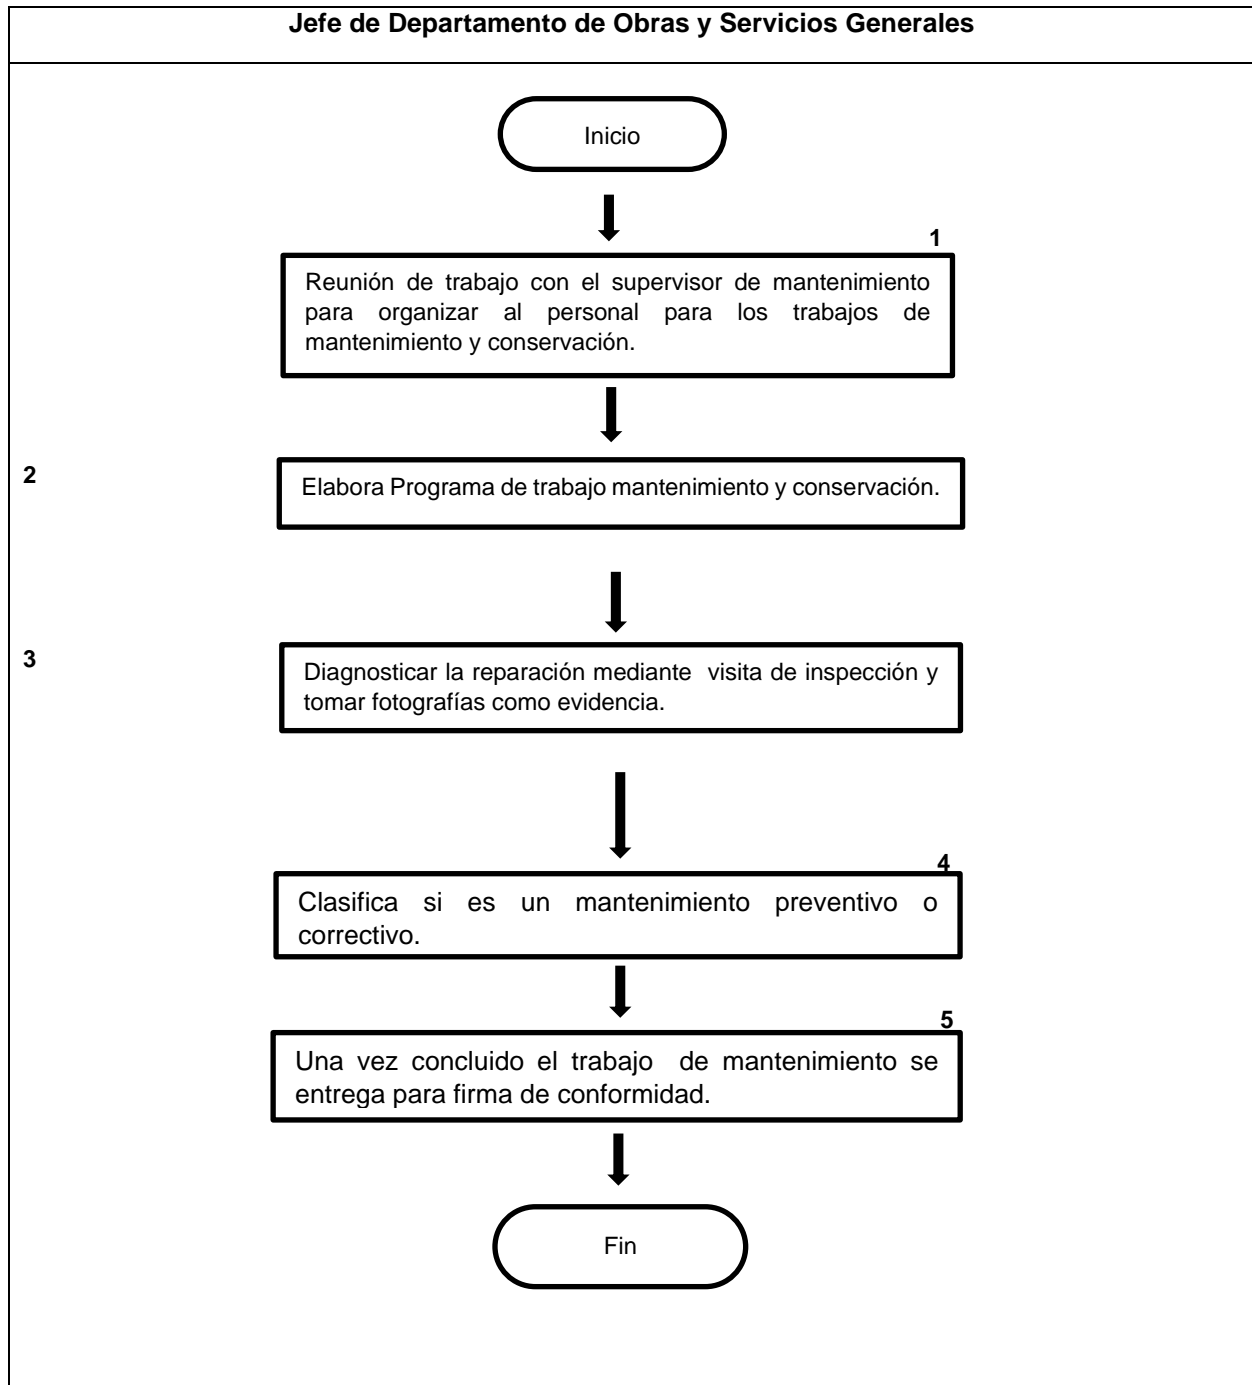 Jefe de Departamento de Obras y Servicios Generales
Inicio
1
Reunión de trabajo con el supervisor de mantenimiento
para organizar al personal para los trabajos de
mantenimiento y conservación.
2
Elabora Programa de trabajo mantenimiento y conservación.
3
Diagnosticar la reparación mediante visita de inspección y
tomar fotografías como evidencia.
4
Clasifica si es un mantenimiento preventivo o
correctivo.
5
Una vez concluido el trabajo de mantenimiento se
entrega para firma de conformidad.
Fin